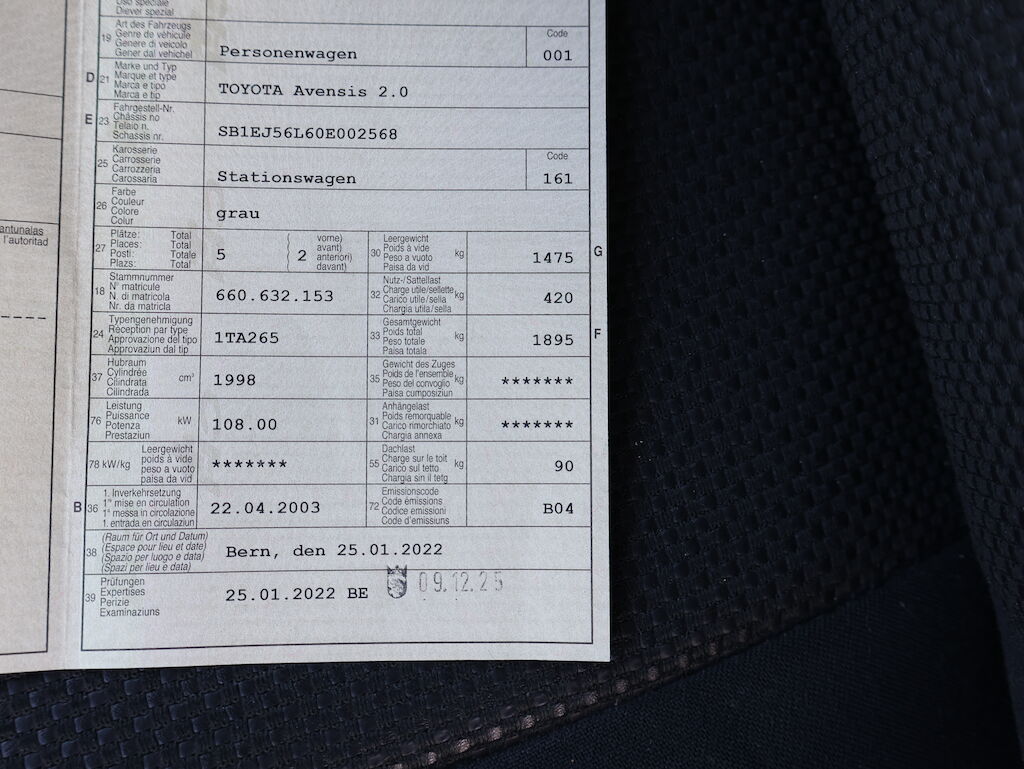 Uso speciale
Diever spezial
19 Art des Fahrzeugs
Genre de véhicule
Genere di veicolo
Gener dal vehichel
Personenwagen
Code
001
D 21 Marke und Typ
Marque et type
Marca e tipo
Marca e tip
TOYOTA Avensis 2.0
E 23 Fahrgestell-Nr.
Châssis no
Telaio n.
Schassis nr.
SB1EJ56L60E002568
25 Karosserie
Carrosserie
Carrozzeria
Carossaria
Stationswagen
Code
161
26 Farbe
Couleur
Colore
Colur
grau
27 Plätze: Total
Places: Total
Posti: Totale
Plazs: Total
5
2
vorne)
avant)
anteriori)
davant)
30 Leergewicht
Poids à vide
Peso a vuoto
Paisa da vid
kg
1475
G
18 Stammnummer
N° matricule
N. di matricola
Nr. da matricla
660.632.153
32 Nutz-/Sattellast
Charge utile/sellette
Carico utile/sella
Chargia utila/sella
kg
420
24 Typengenehmigung
Réception par type
Approvazione del tipo
Approvaziun dal tip
1TA265
33 Gesamtgewicht
Poids total
Peso totale
Paisa totala
kg
1895
F
37 Hubraum
Cylindrée
Cilindrata
Cilindrada
cm³
1998
35 Gewicht des Zuges
Poids de l'ensemble
Peso del convoglio
Paisa cumposiziun
kg
*******
76 Leistung
Puissance
Potenza
Prestaziun
kW
108.00
31 Anhängelast
Poids remorquable
Carico rimorchiato
Chargia annexa
kg
*******
78 kW/kg
Leergewicht
poids à vide
peso a vuoto
paisa da vid
*******
55 Dachlast
Charge sur le toit
Carico sul tetto
Chargia sin il tetg
kg
90
B 36 1. Inverkehrsetzung
1re mise en circulation
1a messa in circolazione
1. entrada en circulaziun
22.04.2003
72 Emissionscode
Code émissions
Codice emissioni
Code d'emissiuns
B04
38 (Raum für Ort und Datum)
(Espace pour lieu et date)
(Spazio per luogo e data)
(Spazi per lieu e data)
Bern, den 25.01.2022
39 Prüfungen
Expertises
Perizie
Examinaziuns
25.01.2022 BE
09.12.25
antunalas
l'autoritad